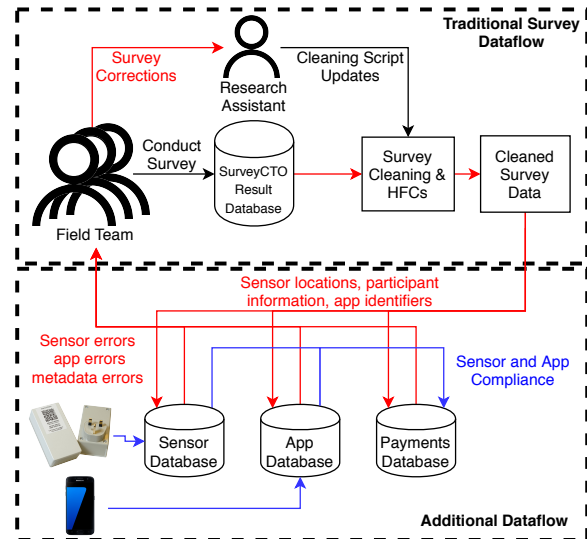 Traditional Survey
Dataflow
Survey
Corrections
Research
Assistant
Cleaning Script
Updates
Conduct
Survey
SurveyCTO
Result
Database
Survey
Cleaning &
HFCs
Cleaned
Survey
Data
Field Team
Sensor locations, participant
information, app identifiers
Sensor errors
app errors
metadata errors
Sensor and App
Compliance
Sensor
Database
App
Database
Payments
Database
Additional Dataflow